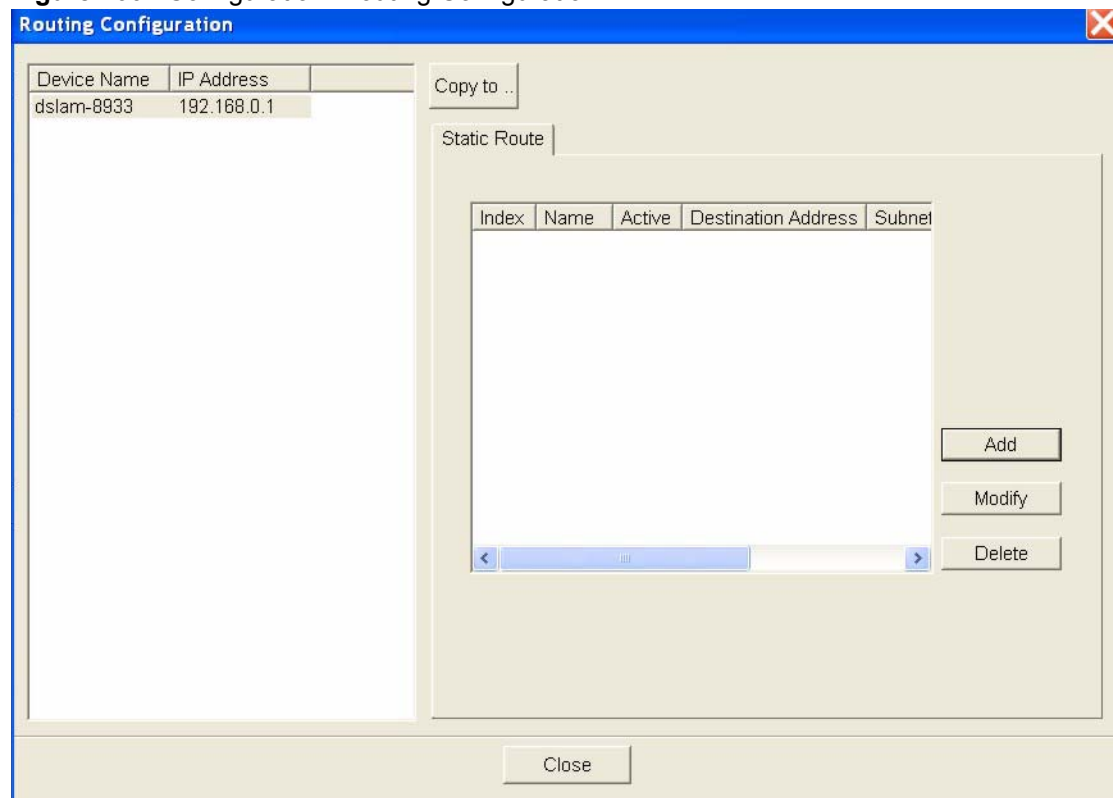 Routing Configuration
Device Name IP Address
dslam-8933 192.168.0.1
Copy to ..
Static Route
Index Name Active Destination Address Subnet
Add
Modify
Delete
Close